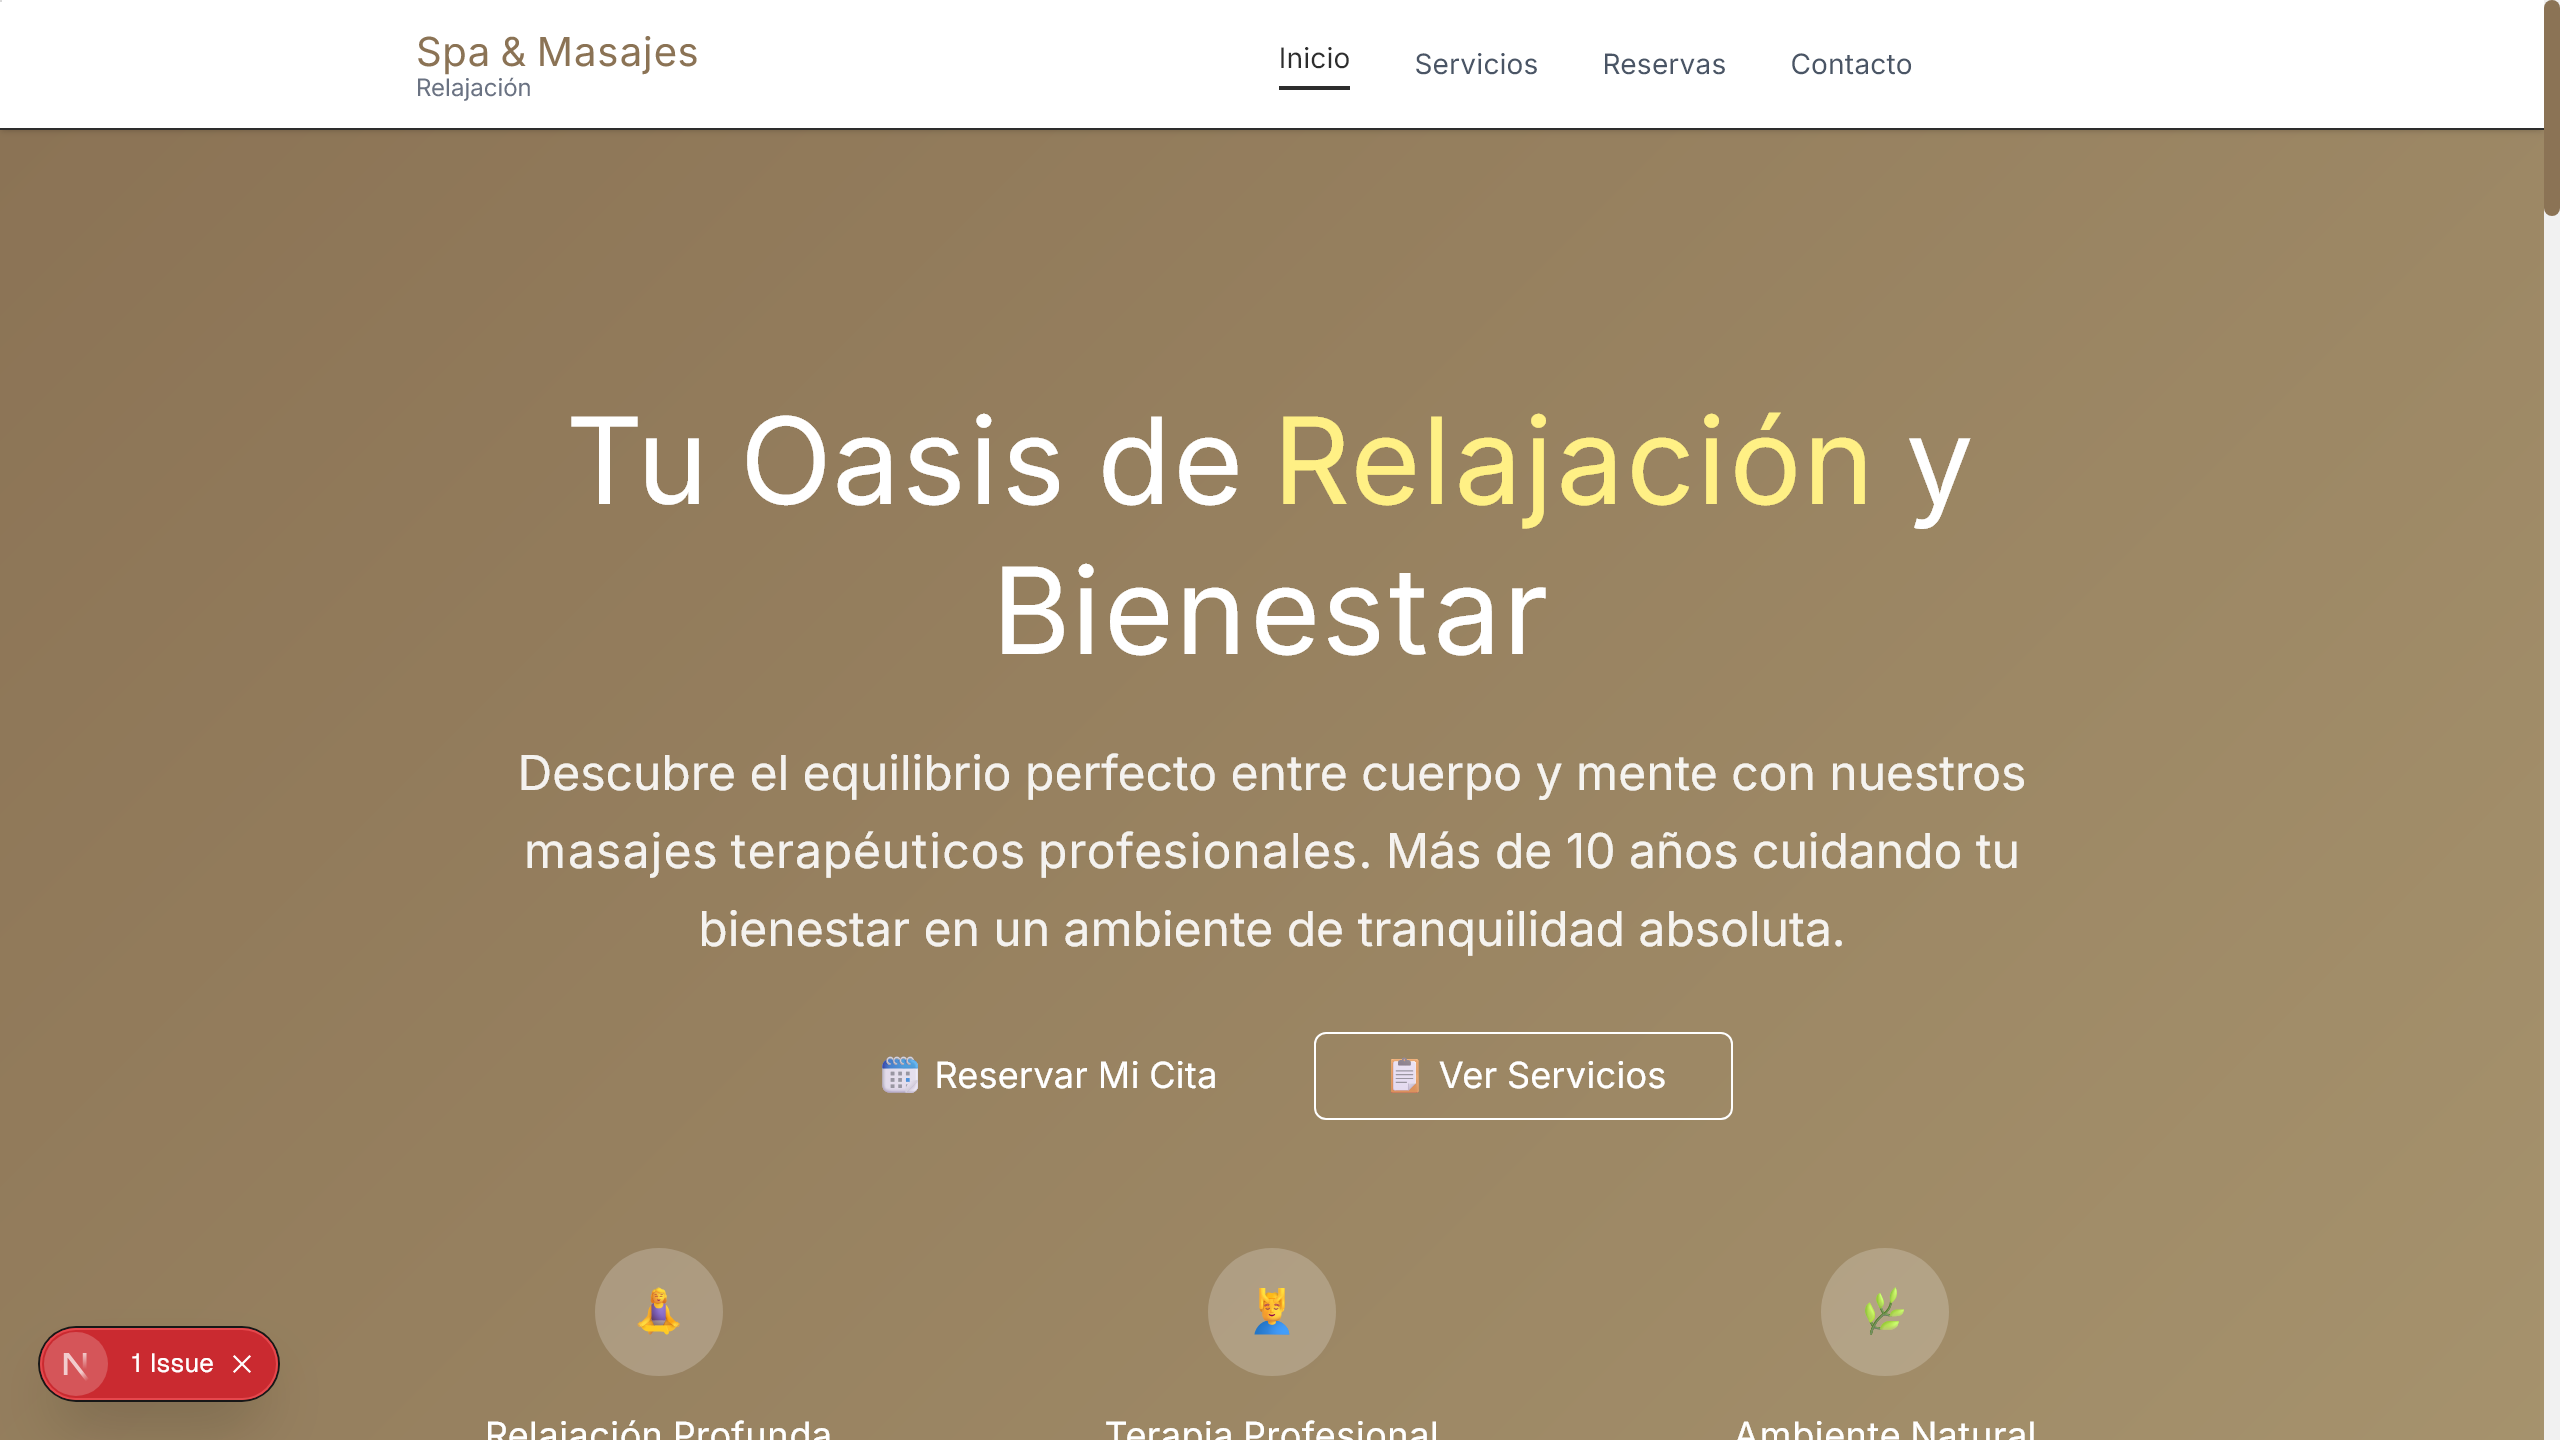 Spa & Masajes
Relajación
Inicio
Servicios
Reservas
Contacto
Tu Oasis de Relajación y
Bienestar
Descubre el equilibrio perfecto entre cuerpo y mente con nuestros
masajes terapéuticos profesionales. Más de 10 años cuidando tu
bienestar en un ambiente de tranquilidad absoluta.
Reservar Mi Cita
Ver Servicios
Relajación Profunda
Terapia Profesional
Ambiente Natural
N
1 Issue